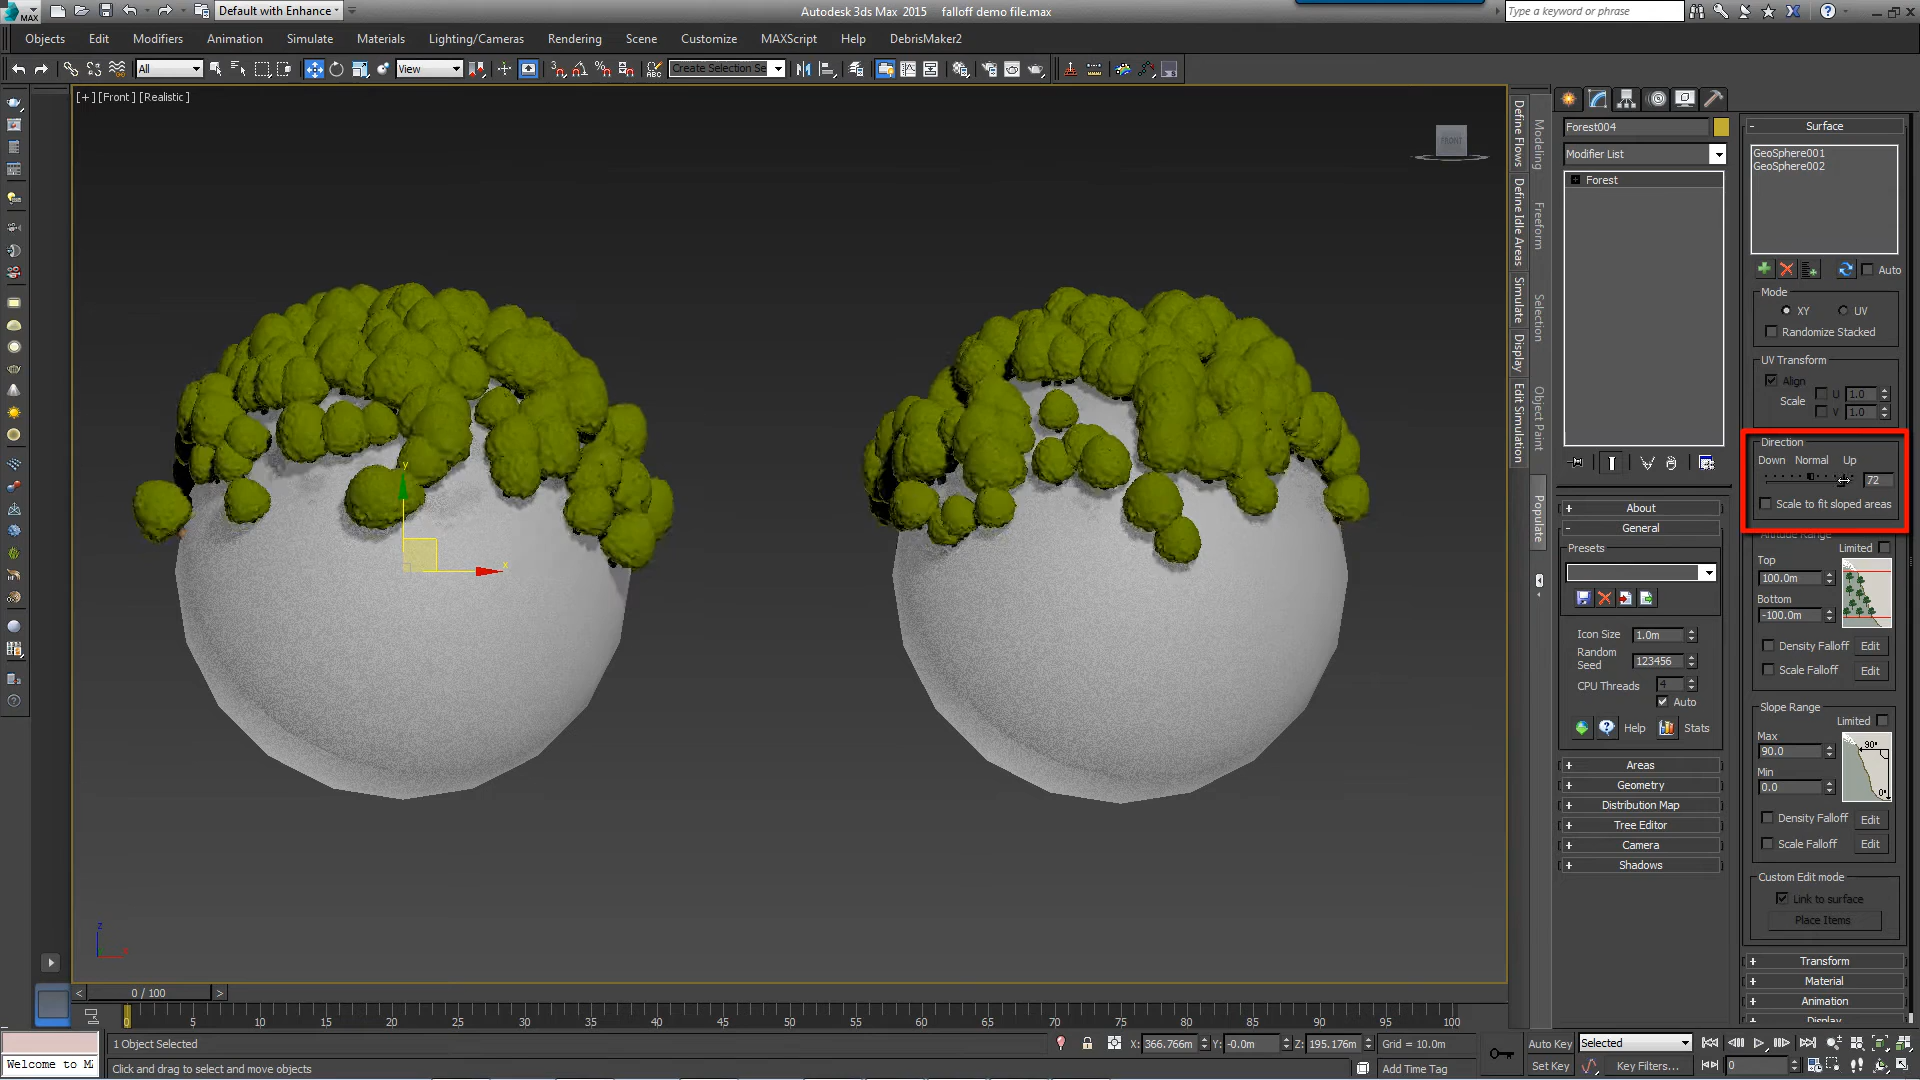 MAX
Default with Enhance
Autodesk 3ds Max 2015 falloff demo file.max
Type a keyword or phrase
Objects Edit Modifiers Animation Simulate Materials Lighting/Cameras Rendering Scene Customize MAXScript Help DebrisMaker2
All
View
Create Selection Se
[+] [Front ] [Realistic ]
FRONT
Define Flows
Define Idle Areas
Simulate
Display
Edit Simulation
Modeling
Freeform
Selection
Object Paint
Populate
Forest004
Modifier List
Forest
About
General
Presets
Icon Size 1.0m
Random Seed 123456
CPU Threads 4
Auto
Help Stats
Areas
Geometry
Distribution Map
Tree Editor
Camera
Shadows
Surface
GeoSphere001
GeoSphere002
Auto
Mode
XY UV
Randomize Stacked
UV Transform
Align
Scale U 1.0
V 1.0
Direction
Down Normal Up
72
Scale to fit sloped areas
Altitude Range
Limited
Top
100.0m
Bottom
-100.0m
Density Falloff Edit
Scale Falloff Edit
Slope Range
Limited
Max
90.0
Min
0.0
90°
0°
Density Falloff Edit
Scale Falloff Edit
Custom Edit mode
Link to surface
Place Items
Transform
Material
Animation
Display
y
x
z
0 / 100
0 5 10 15 20 25 30 35 40 45 50 55 60 65 70 75 80 85 90 95 100
1 Object Selected
X: 366.766m Y: -0.0m Z: 195.176m Grid = 10.0m
Auto Key Selected
Welcome to M
Click and drag to select and move objects
Add Time Tag
Set Key Key Filters...
0